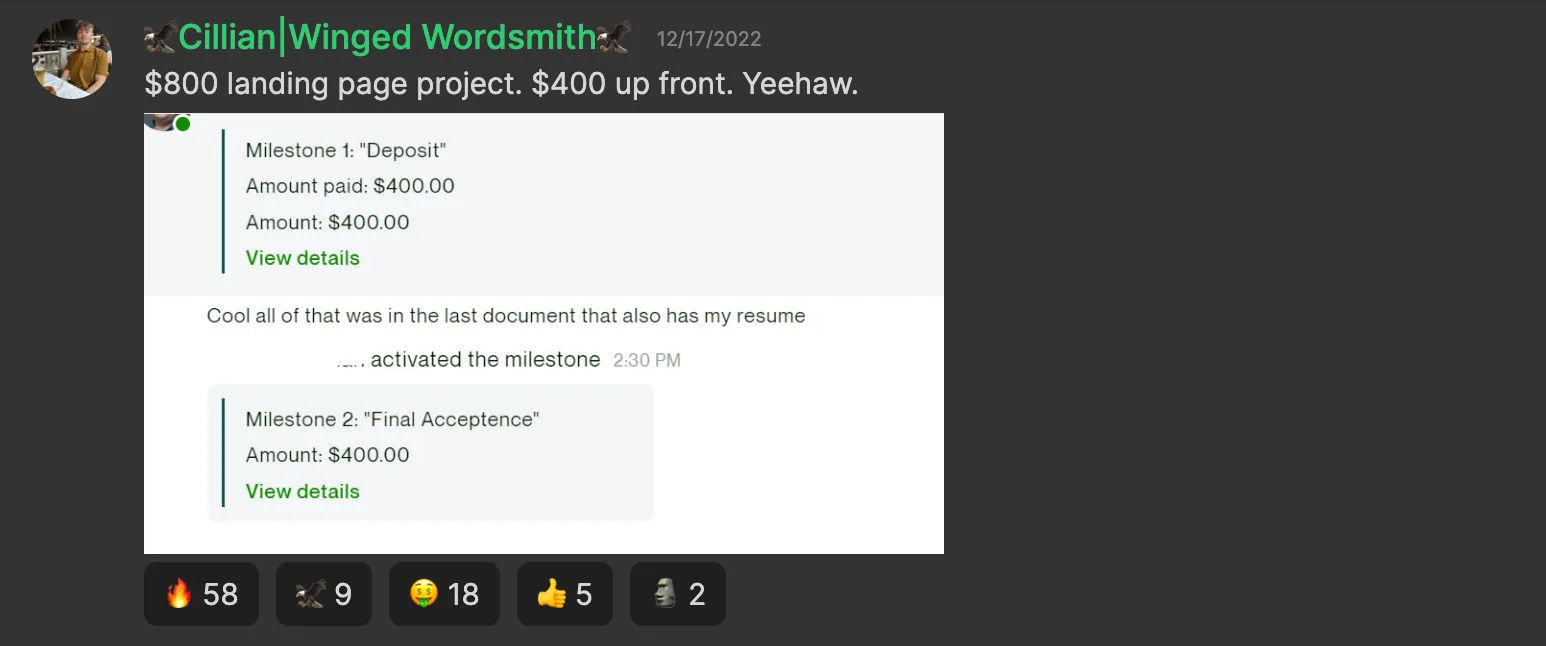 🦅Cillian|Winged Wordsmith🦅 12/17/2022
$800 landing page project. $400 up front. Yeehaw.
Milestone 1: "Deposit"
Amount paid: $400.00
Amount: $400.00
View details
Cool all of that was in the last document that also has my resume
activated the milestone 2:30 PM
Milestone 2: "Final Acceptence"
Amount: $400.00
View details
🔥 58 🦅 9 🤑 18 👍 5 🗿 2